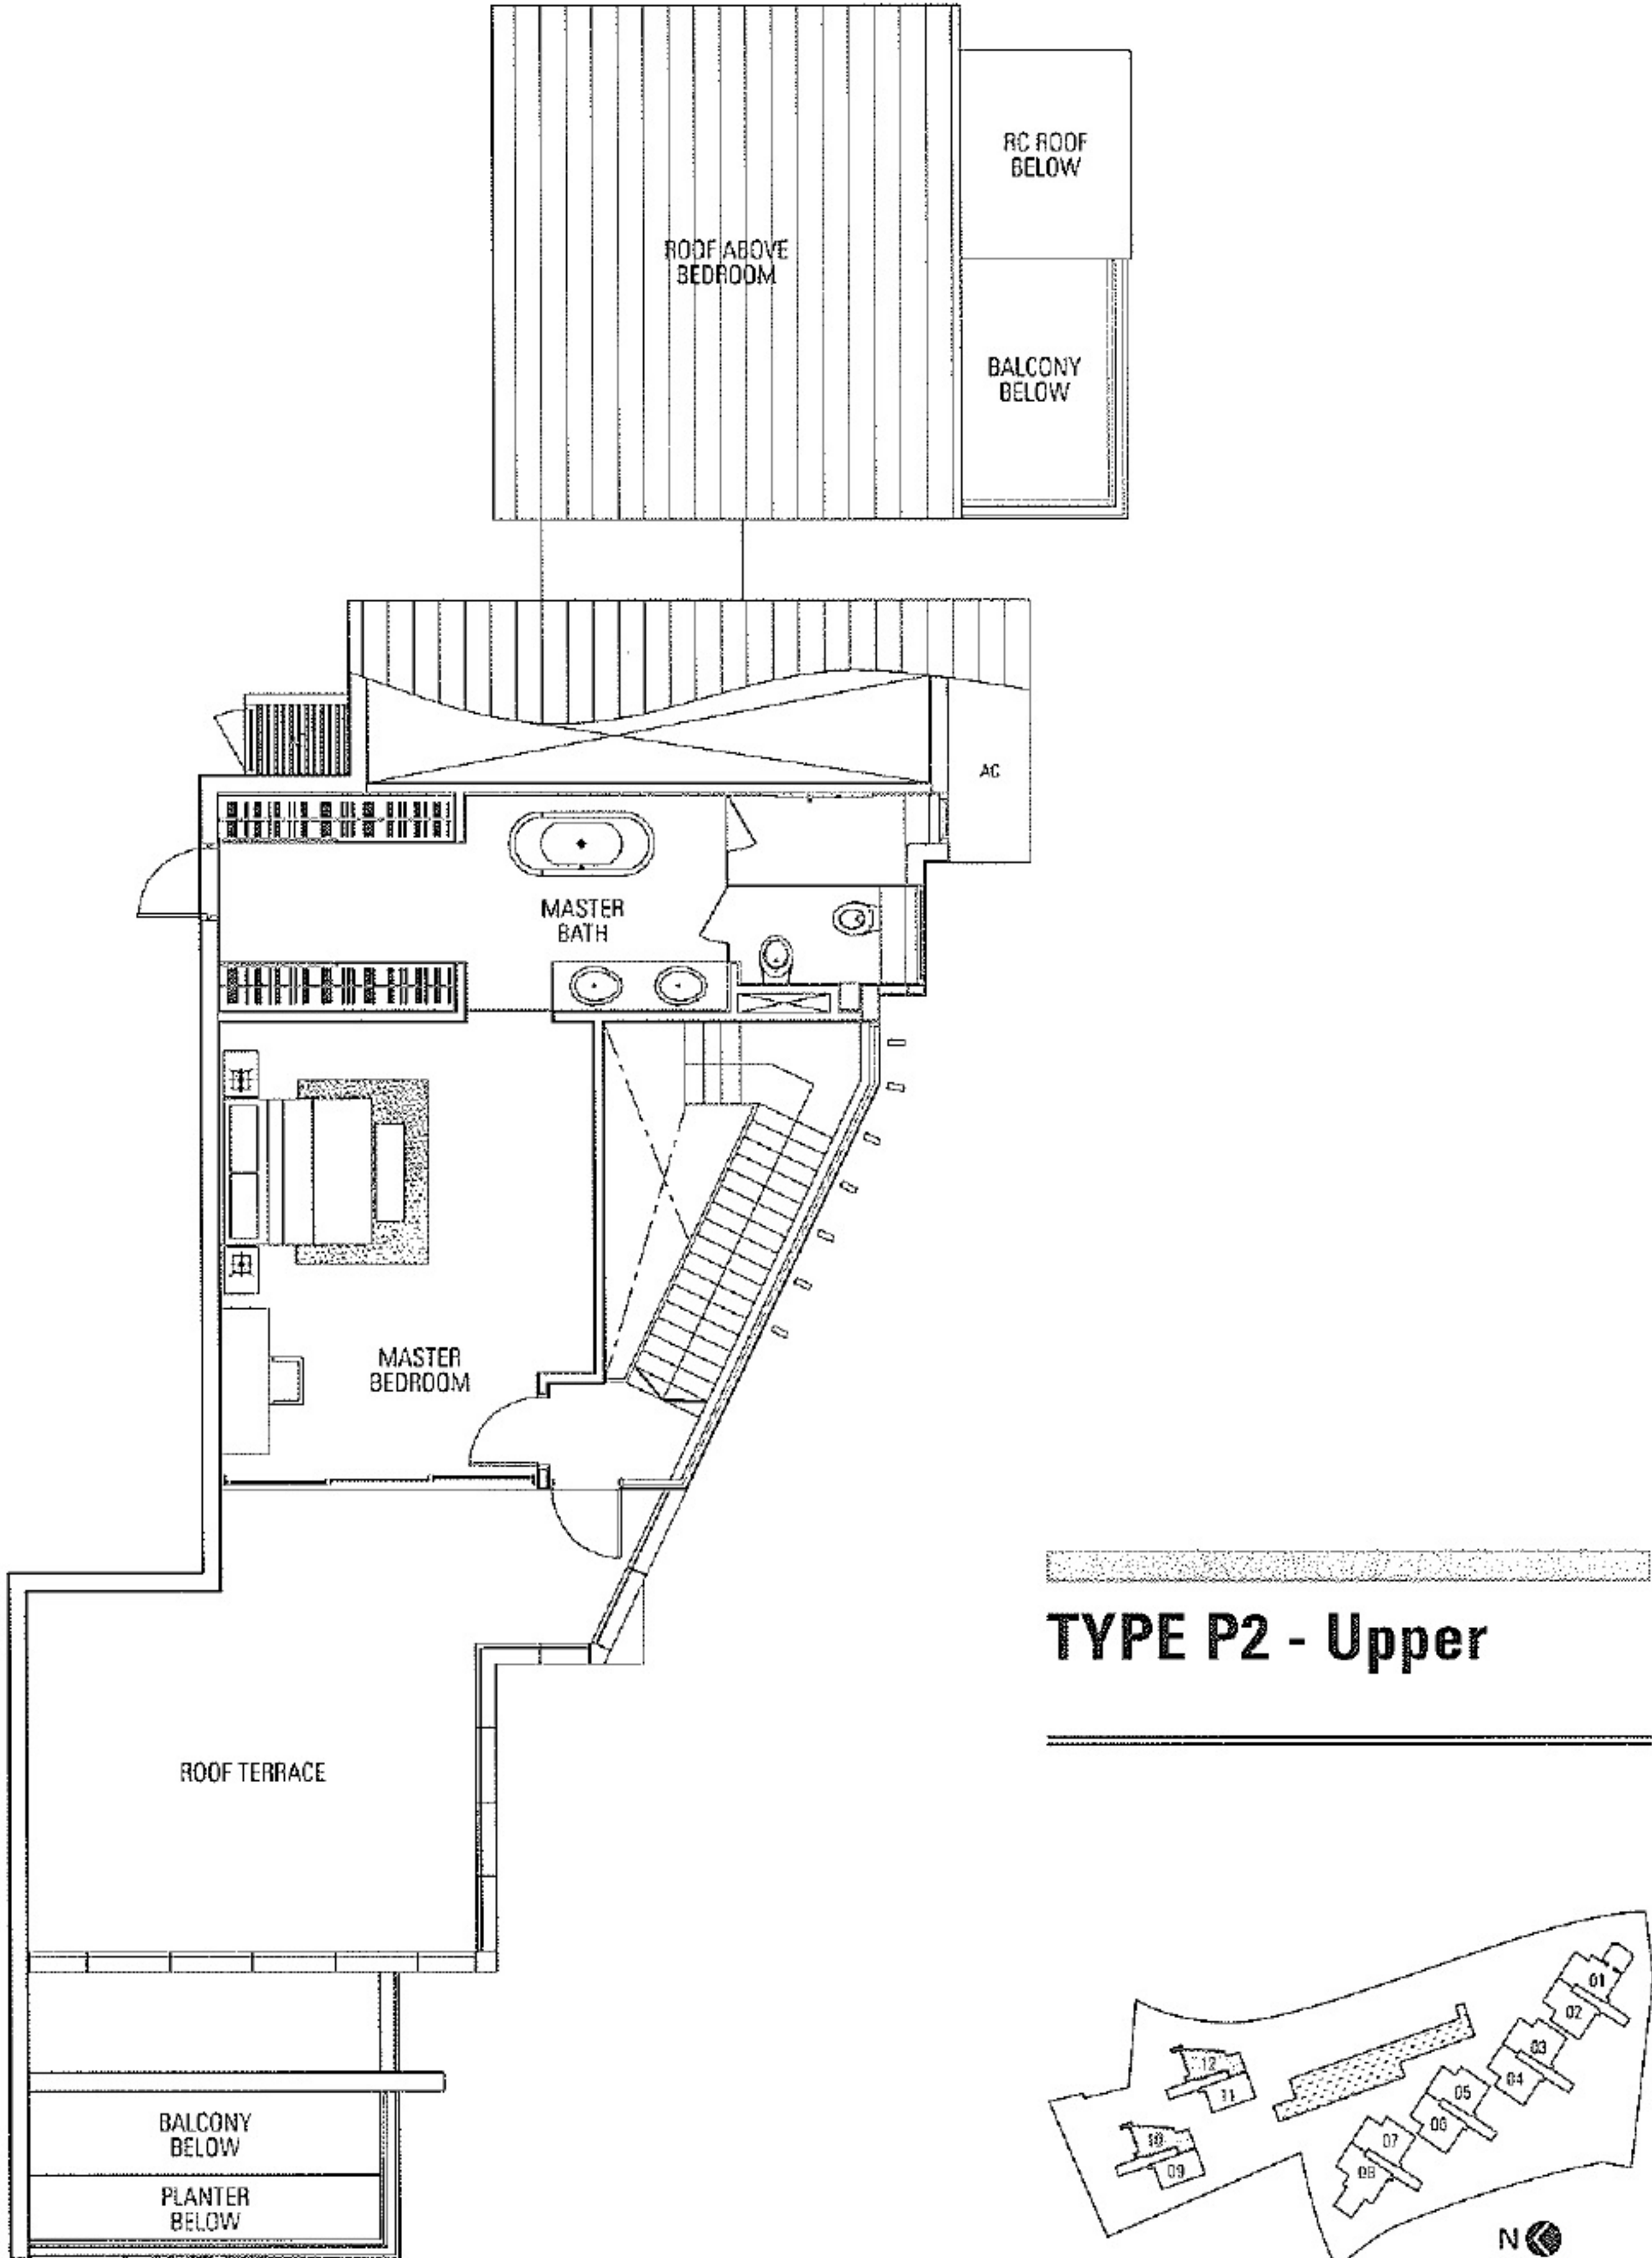 RC ROOF
BELOW
ROOF ABOVE
BEDROOM
BALCONY
BELOW
AC
MASTER
BATH
MASTER
BEDROOM
TYPE P2 - Upper
ROOF TERRACE
01
02
03
04
12
11
05
06
07
08
10
09
BALCONY
BELOW
PLANTER
BELOW
N